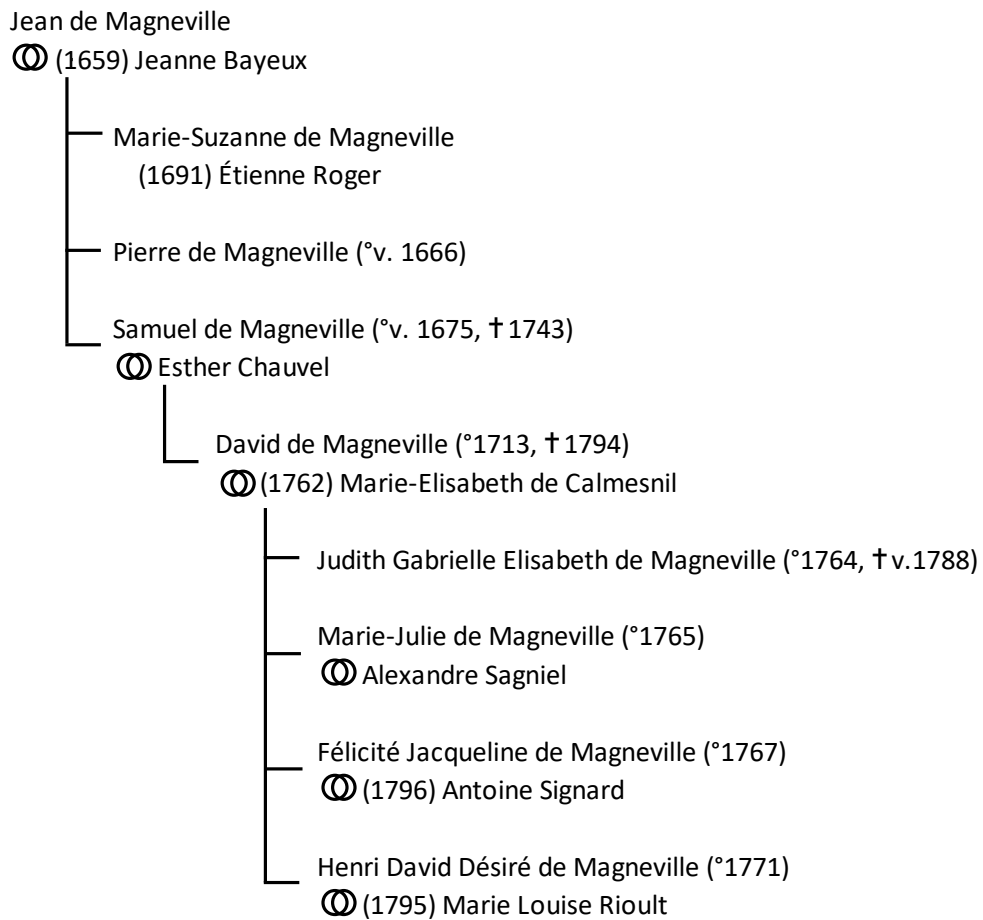 Jean de Magneville
(1659) Jeanne Bayeux
Marie-Suzanne de Magneville
(1691) Étienne Roger
Pierre de Magneville (°v. 1666)
Samuel de Magneville (°v. 1675, †1743)
Esther Chauvel
David de Magneville (°1713, †1794)
(1762) Marie-Elisabeth de Calmesnil
Judith Gabrielle Elisabeth de Magneville (°1764, †v.1788)
Marie-Julie de Magneville (°1765)
Alexandre Sagniel
Félicité Jacqueline de Magneville (°1767)
(1796) Antoine Signard
Henri David Désiré de Magneville (°1771)
(1795) Marie Louise Rioult